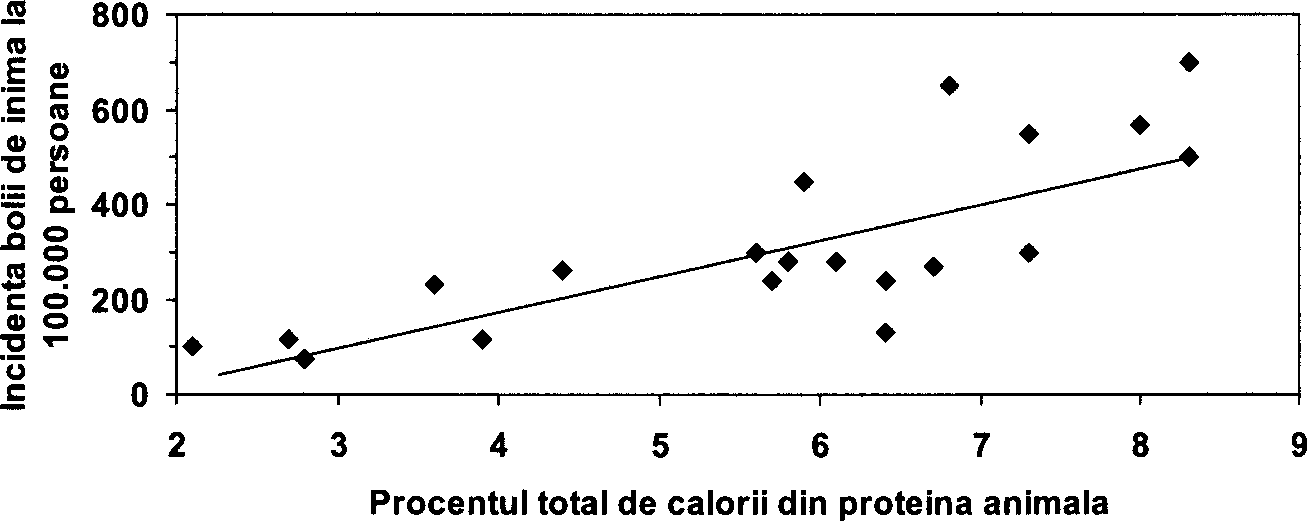 Incidenta bolii de inima la
100.000 persoane
800
600
400
200
0
2 3 4 5 6 7 8 9
Procentul total de calorii din proteina animala